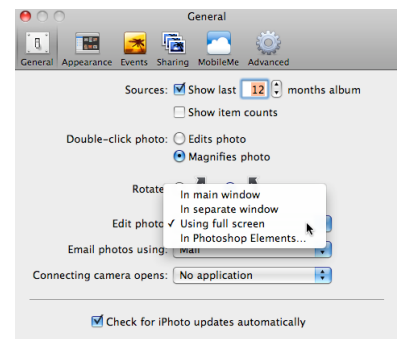 General
General Appearance Events Sharing MobileMe Advanced
Sources: Show last 12 months album
Show item counts
Double-click photo: Edits photo
Magnifies photo
Rotate
In main window
In separate window
Edit photo ✓ Using full screen
In Photoshop Elements...
Email photos using: Mail
Connecting camera opens: No application
Check for iPhoto updates automatically